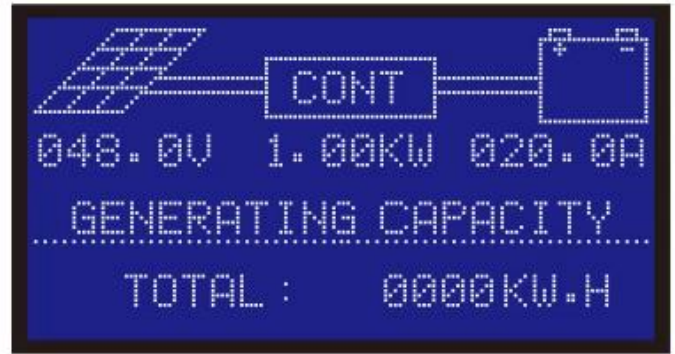 CONT
048.0V 1.00KW 020.0A
GENERATING CAPACITY
TOTAL: 0000KW.H